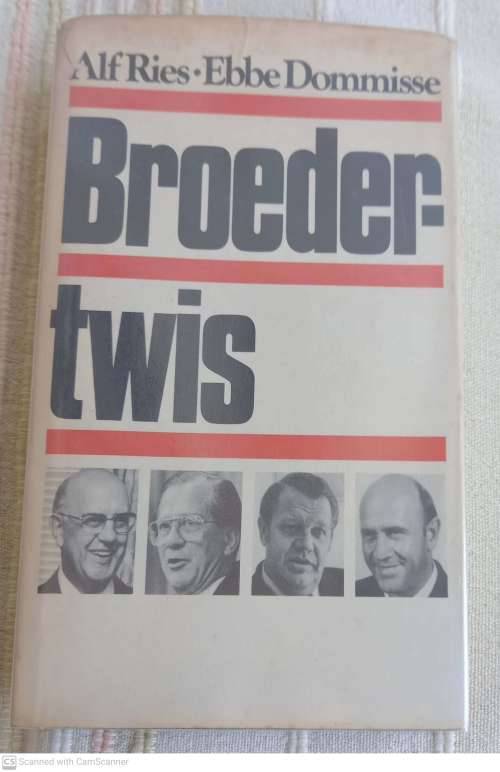 Alf Ries • Ebbe Dommisse
Broeder-
twis
CS Scanned with CamScanner